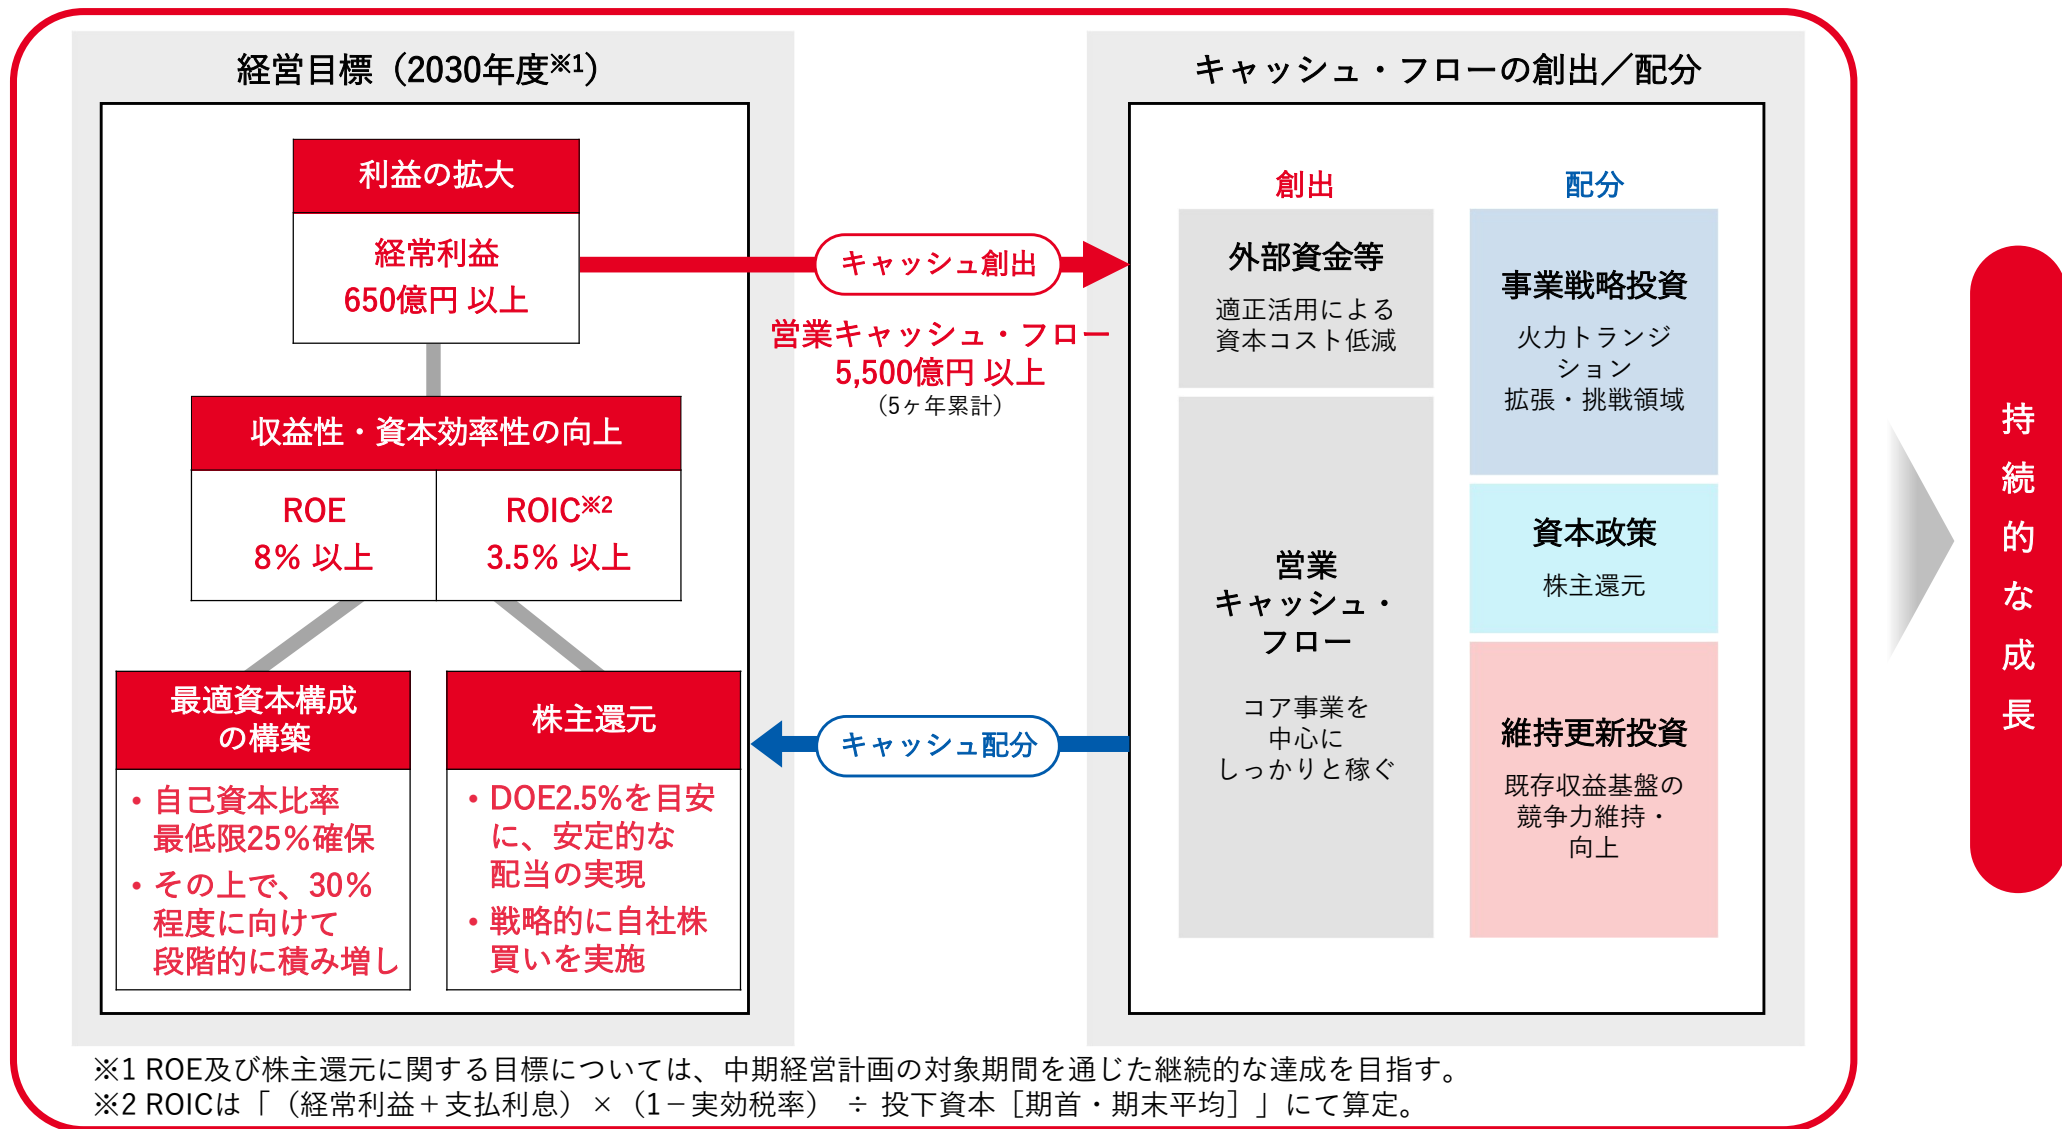 経営目標（2030年度※1）
利益の拡大
経常利益
650億円 以上
収益性・資本効率性の向上
ROE
8% 以上
ROIC※2
3.5% 以上
最適資本構成
の構築
・自己資本比率
最低限25%確保
・その上で、30%
程度に向けて
段階的に積み増し
株主還元
・DOE2.5%を目安
に、安定的な
配当の実現
・戦略的に自社株
買いを実施
キャッシュ創出
営業キャッシュ・フロー
5,500億円 以上
（5ヶ年累計）
キャッシュ配分
キャッシュ・フローの創出／配分
創出
外部資金等
適正活用による
資本コスト低減
営業
キャッシュ・
フロー
コア事業を
中心に
しっかりと稼ぐ
配分
事業戦略投資
火力トランジ
ション
拡張・挑戦領域
資本政策
株主還元
維持更新投資
既存収益基盤の
競争力維持・
向上
持続的な成長
※1 ROE及び株主還元に関する目標については、中期経営計画の対象期間を通じた継続的な達成を目指す。
※2 ROICは「（経常利益＋支払利息）×（1－実効税率） ÷ 投下資本［期首・期末平均］」にて算定。